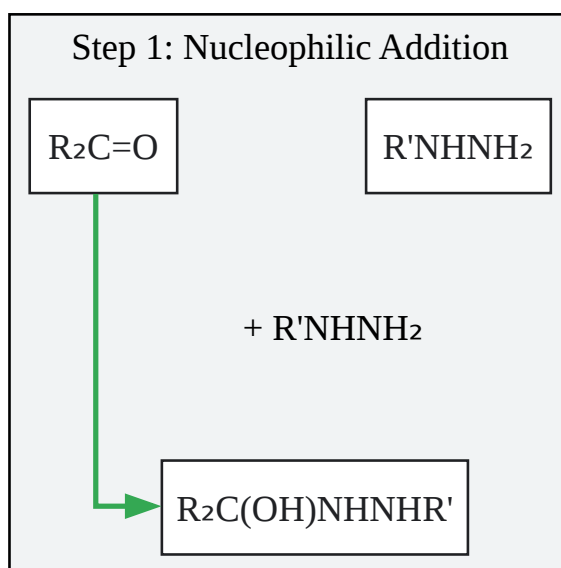 Step 1: Nucleophilic Addition
R₂C=O
R'NHNH₂
+ R'NHNH₂
R₂C(OH)NHNHR'